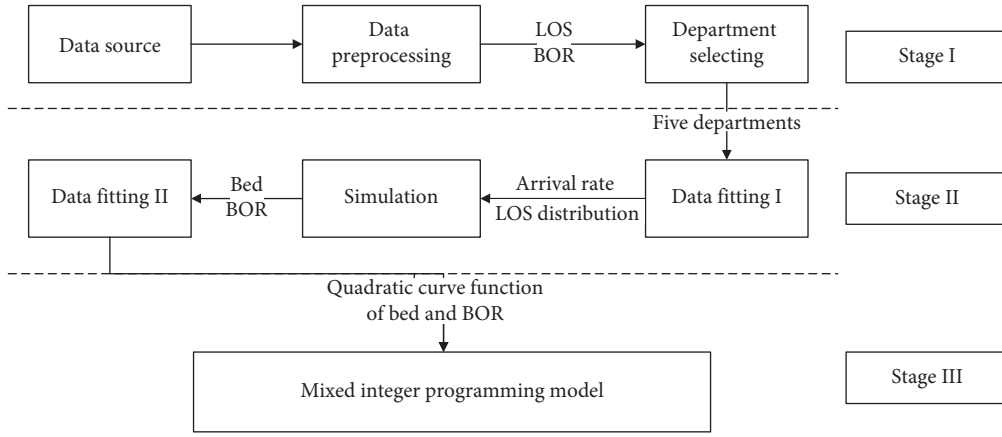 Data source
Data
preprocessing
LOS
BOR
Department
selecting
Stage I
Five departments
Data fitting II
Bed
BOR
Simulation
Arrival rate
LOS distribution
Data fitting I
Stage II
Quadratic curve function
of bed and BOR
Mixed integer programming model
Stage III